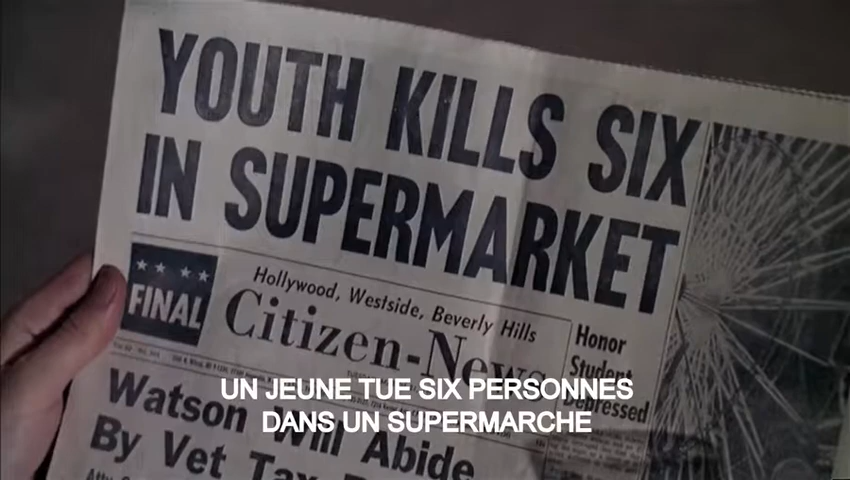 YOUTH KILLS SIX
IN SUPERMARKET
FINAL
Hollywood, Westside, Beverly Hills
Citizen-News
Honor
Student
Depressed
Watson Will Abide
By Vet Tax
UN JEUNE TUE SIX PERSONNES
DANS UN SUPERMARCHE